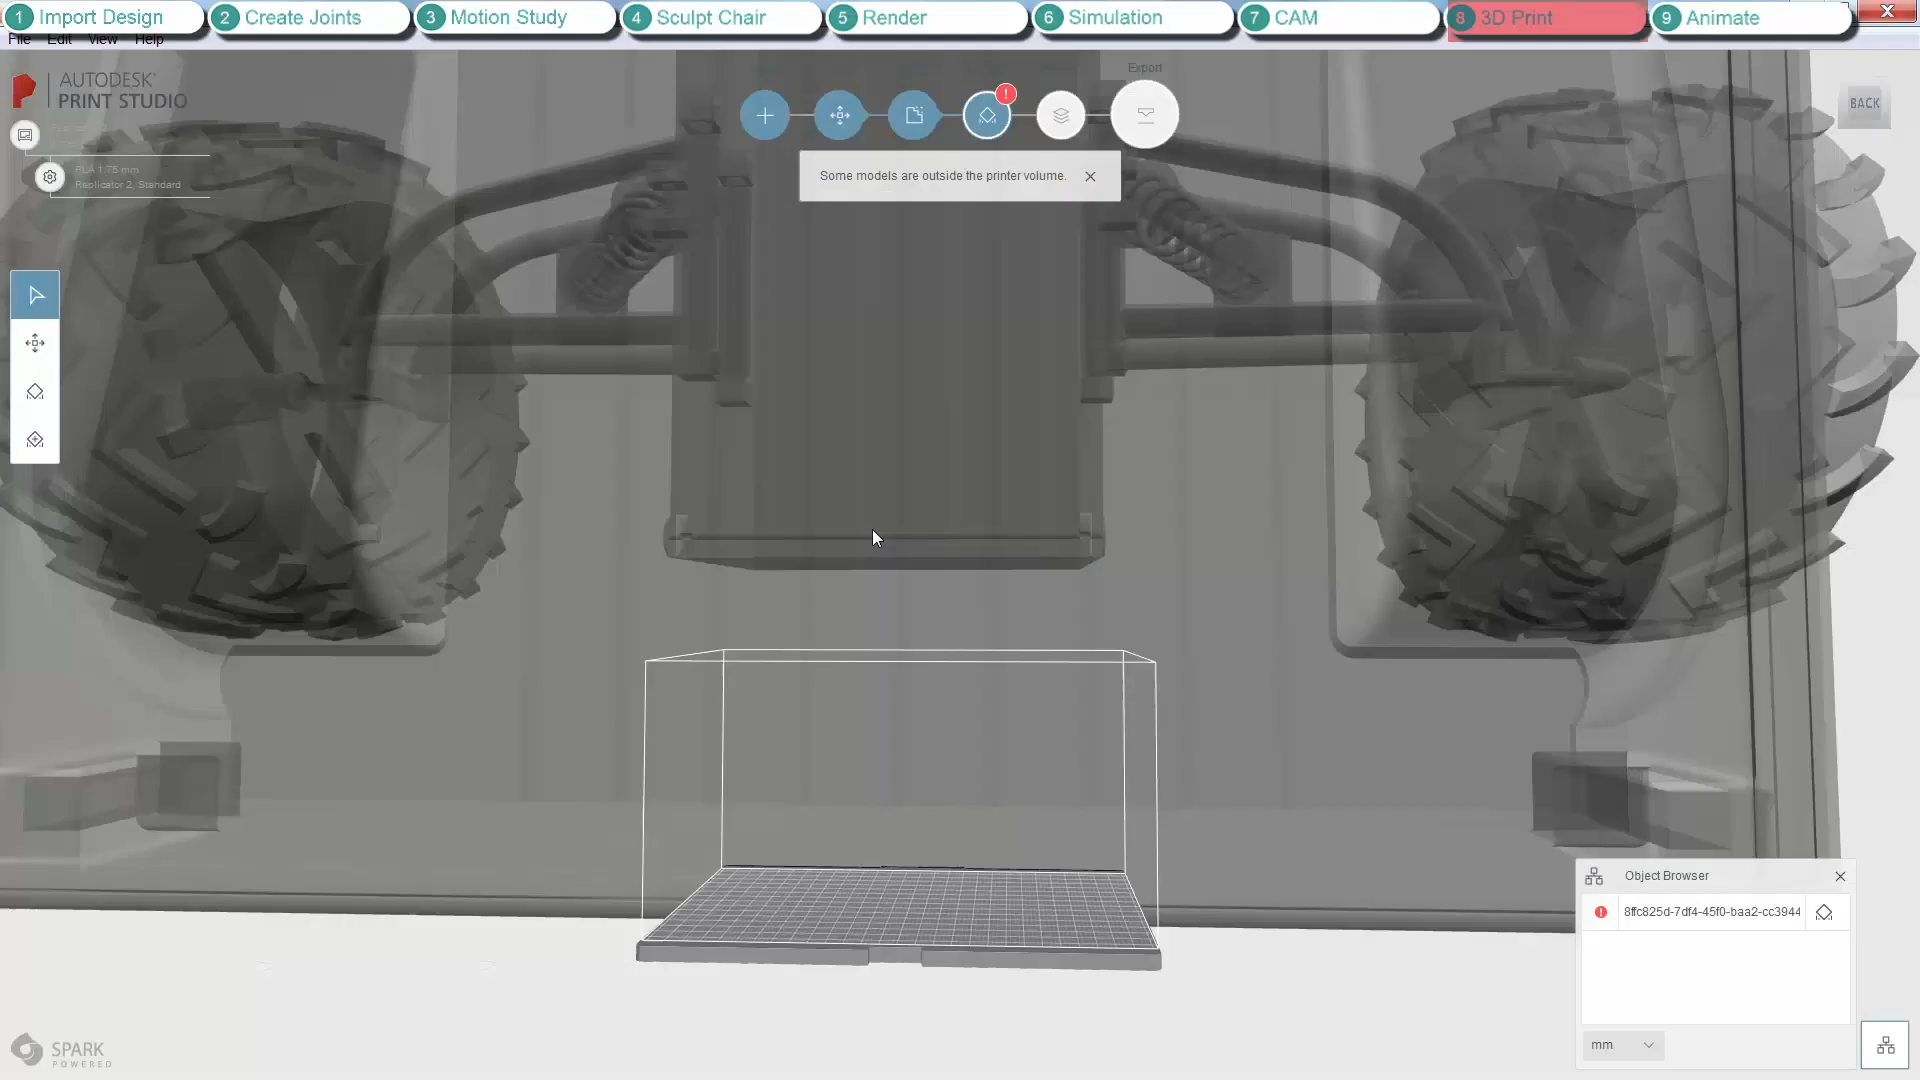 1 Import Design
2 Create Joints
3 Motion Study
4 Sculpt Chair
5 Render
6 Simulation
7 CAM
8 3D Print
9 Animate
File Edit View Help
AUTODESK®
PRINT STUDIO
Export
!
BACK
Some models are outside the printer volume.
PLA 1.75 mm
Replicator 2, Standard
Object Browser
8ffc825d-7df4-45f0-baa2-cc3944
mm
SPARK
POWERED